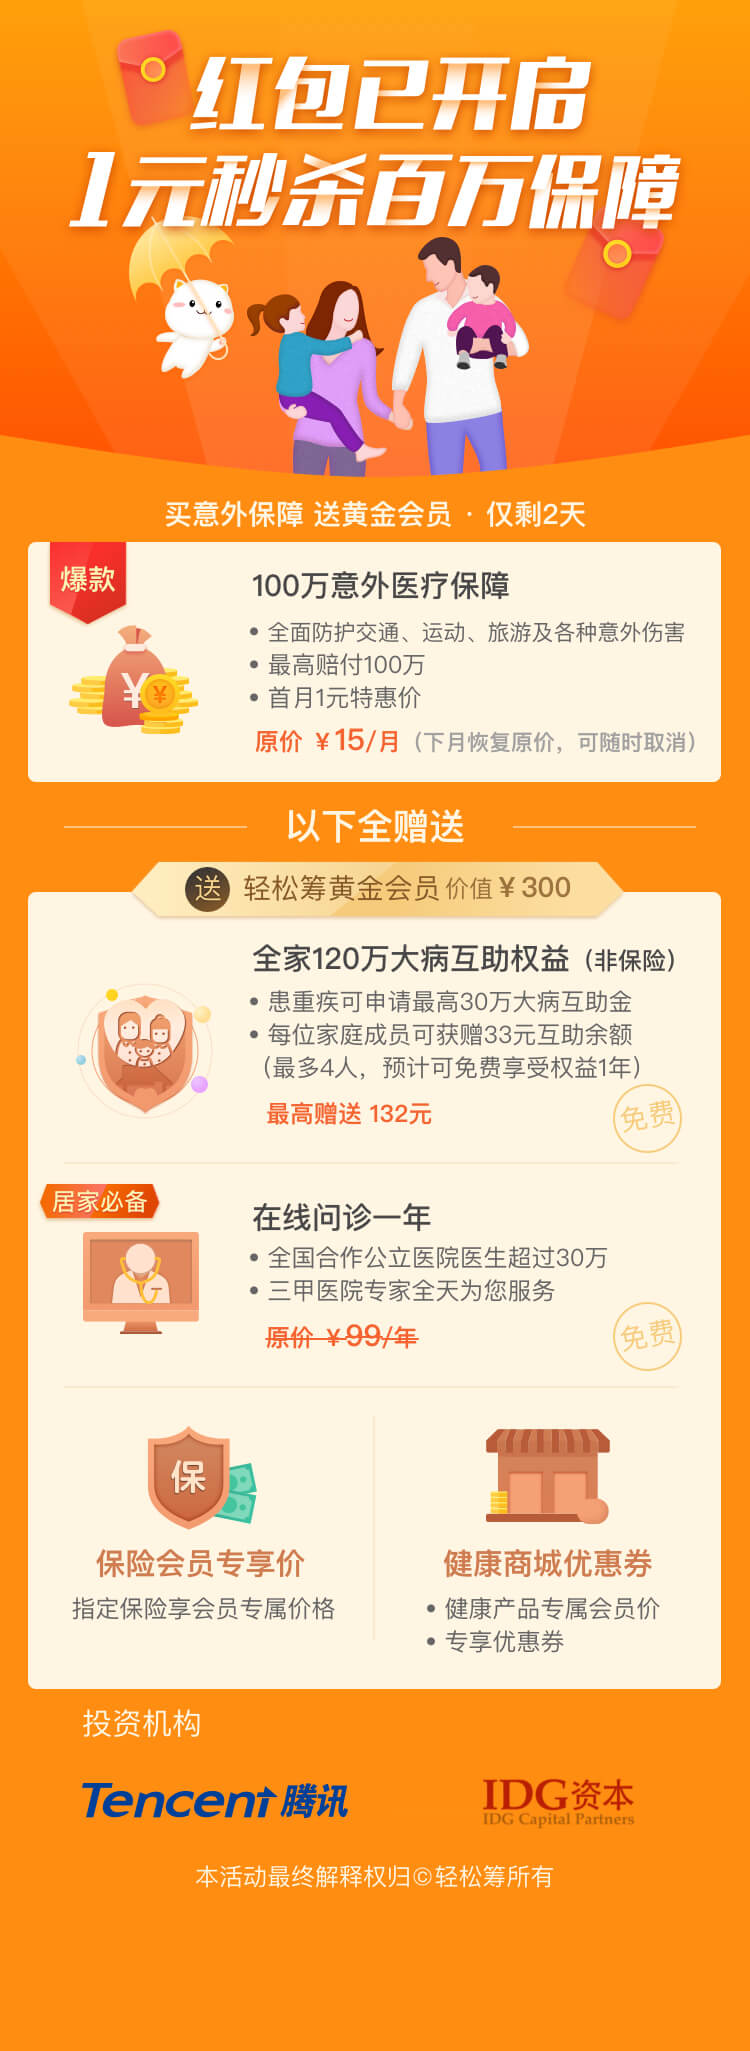 红包已开启
1元秒杀百万保障
买意外保障 送黄金会员 · 仅剩2天
爆款
100万意外医疗保障
• 全面防护交通、运动、旅游及各种意外伤害
• 最高赔付100万
• 首月1元特惠价
¥
¥
原价 ¥15/月（下月恢复原价，可随时取消）
以下全赠送
送 轻松筹黄金会员 价值¥300
全家120万大病互助权益（非保险）
• 患重疾可申请最高30万大病互助金
• 每位家庭成员可获赠33元互助余额
（最多4人，预计可免费享受权益1年）
最高赠送 132元
免费
居家必备
在线问诊一年
• 全国合作公立医院医生超过30万
• 三甲医院专家全天为您服务
原价 ¥99/年
免费
保
保险会员专享价
指定保险享会员专属价格
健康商城优惠券
• 健康产品专属会员价
• 专享优惠券
投资机构
Tencent 腾讯
IDG资本
IDG Capital Partners
本活动最终解释权归©轻松筹所有